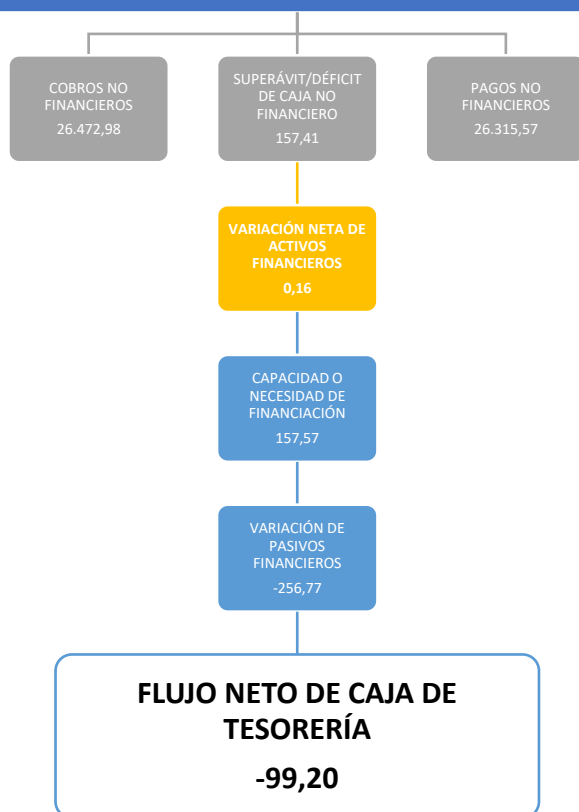 COBROS NO
FINANCIEROS
26.472,98
SUPERÁVIT/DÉFICIT
DE CAJA NO
FINANCIERO
157,41
PAGOS NO
FINANCIEROS
26.315,57
VARIACIÓN NETA DE
ACTIVOS
FINANCIEROS
0,16
CAPACIDAD O
NECESIDAD DE
FINANCIACIÓN
157,57
VARIACIÓN DE
PASIVOS
FINANCIEROS
-256,77
FLUJO NETO DE CAJA DE
TESORERÍA
-99,20